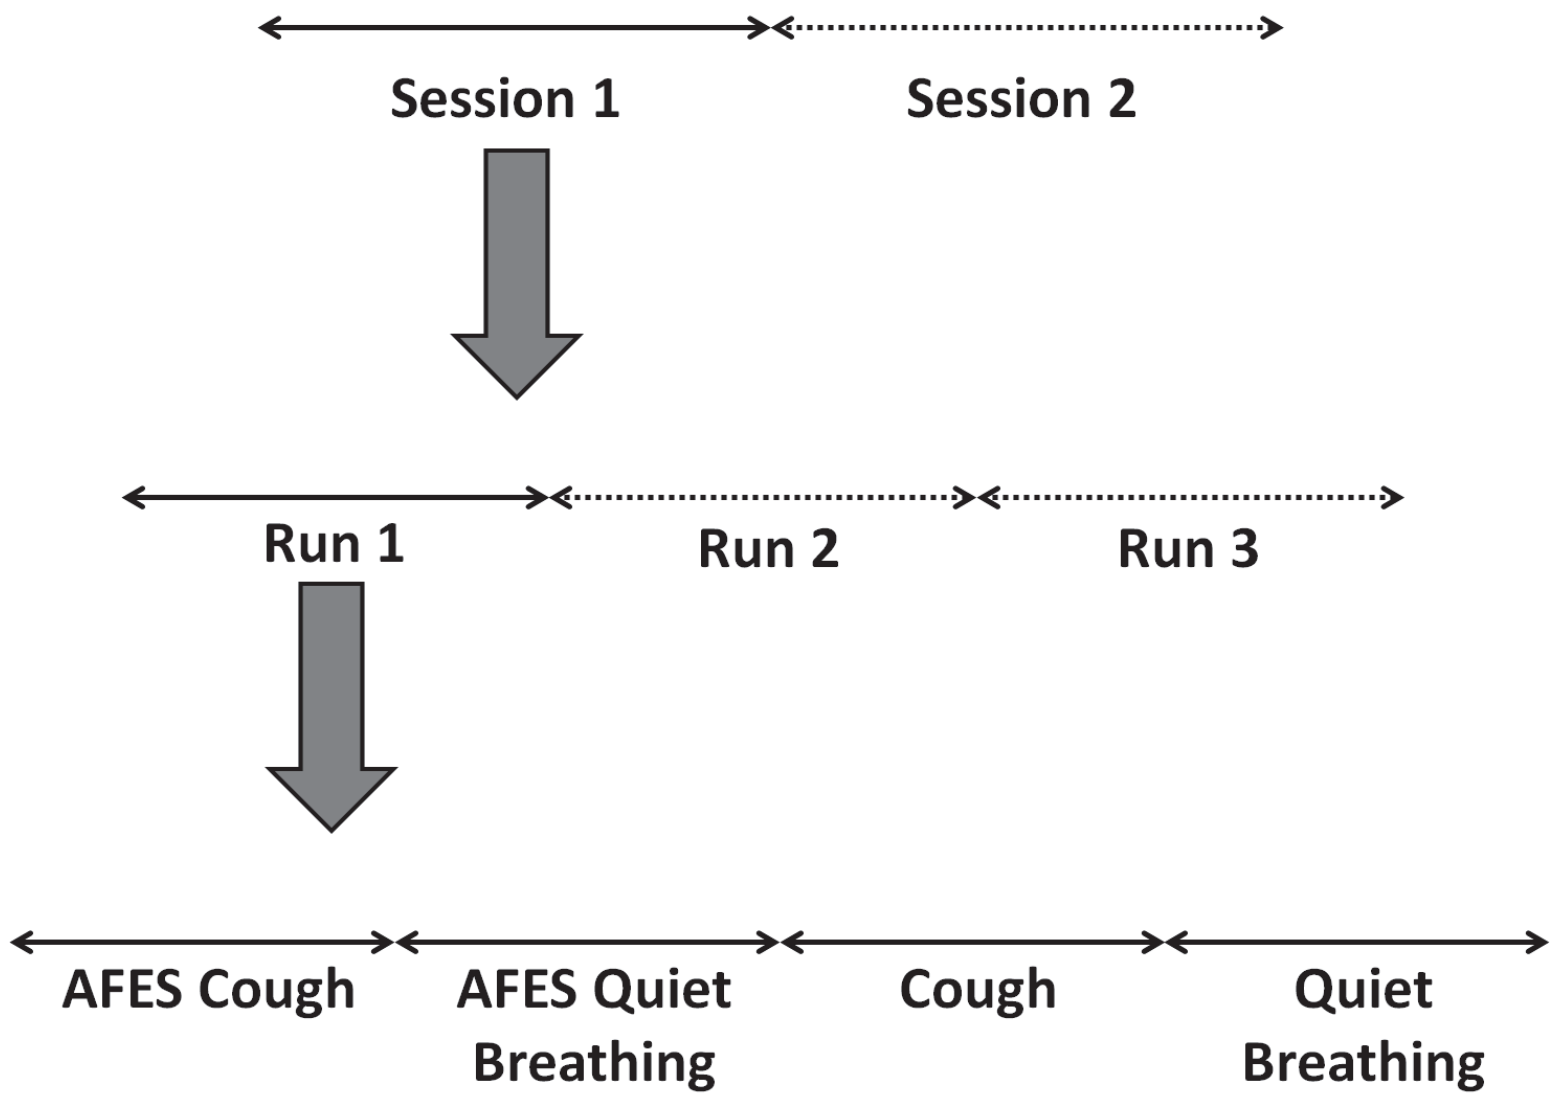 Session 1 Session 2
Run 1 Run 2 Run 3
AFES Cough AFES Quiet Cough Quiet
Breathing Breathing